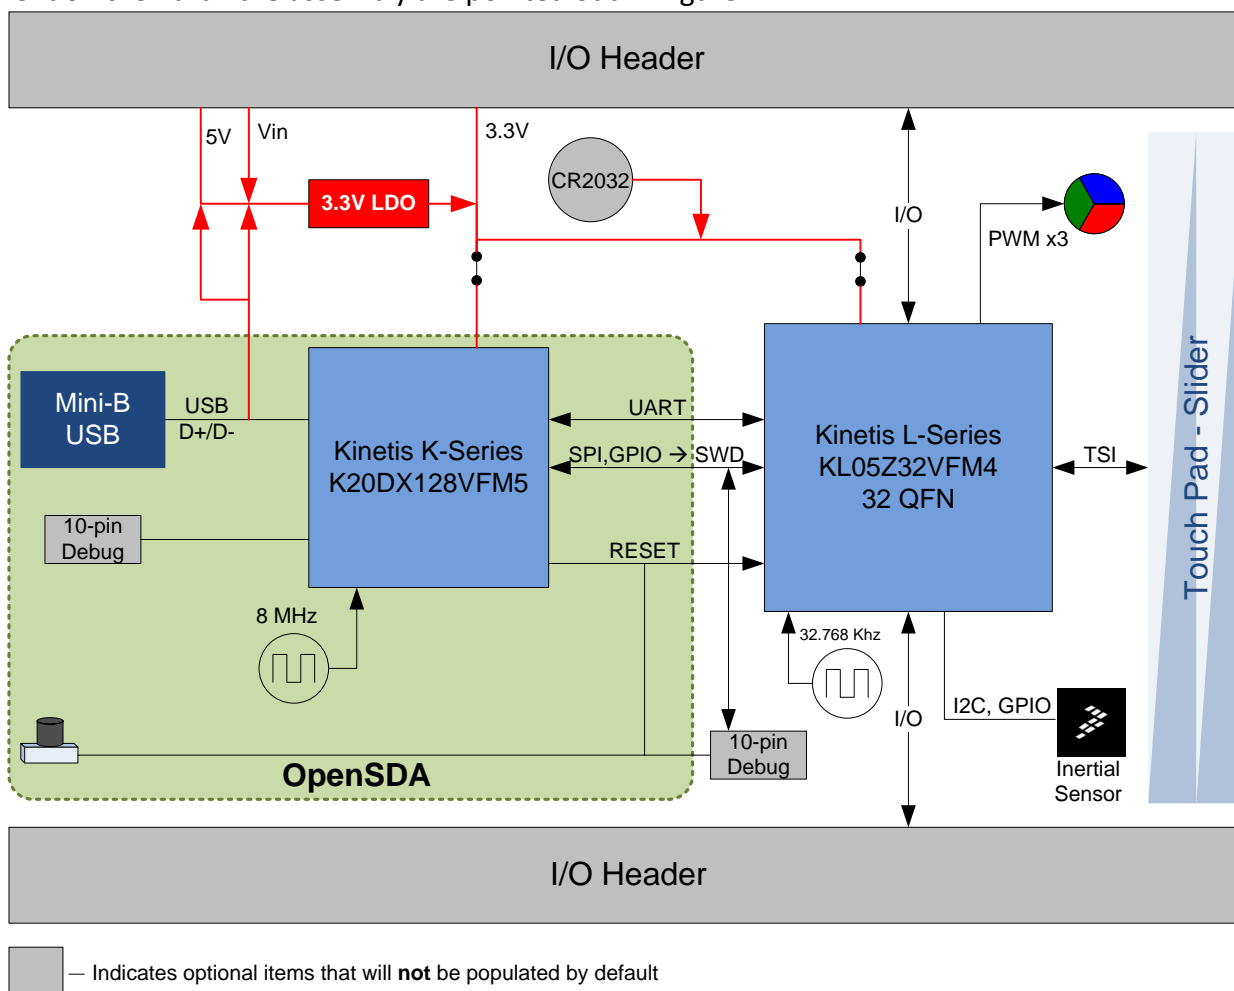 I/O Header
5V
Vin
3.3V
3.3V LDO
CR2032
I/O
PWM x3
Mini-B
USB
USB
D+/D-
Kinetis K-Series
K20DX128VFM5
UART
SPI,GPIO → SWD
RESET
Kinetis L-Series
KL05Z32VFM4
32 QFN
TSI
Touch Pad - Slider
10-pin
Debug
8 MHz
32.768 Khz
I/O
I2C, GPIO
Inertial
Sensor
10-pin
Debug
OpenSDA
I/O Header
— Indicates optional items that will not be populated by default